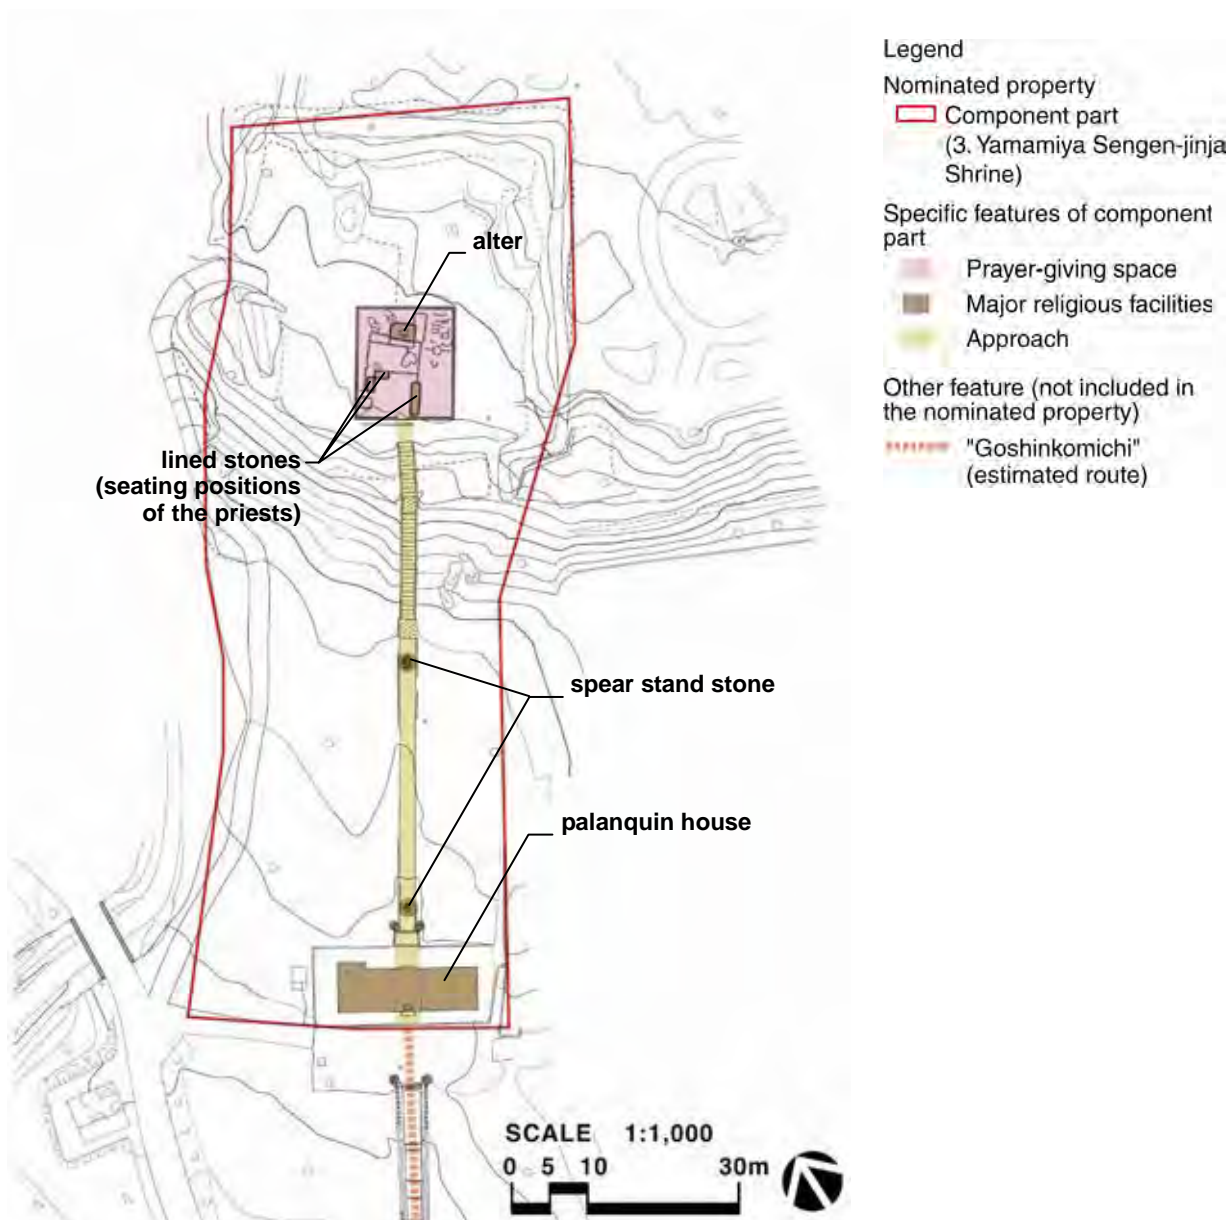 Legend
Nominated property
Component part
(3. Yamamiya Sengen-jinja
Shrine)
Specific features of component
part
Prayer-giving space
Major religious facilities
Approach
Other feature (not included in
the nominated property)
"Goshinkomichi"
(estimated route)
alter
lined stones
(seating positions
of the priests)
spear stand stone
palanquin house
SCALE 1:1,000
0 5 10 30m